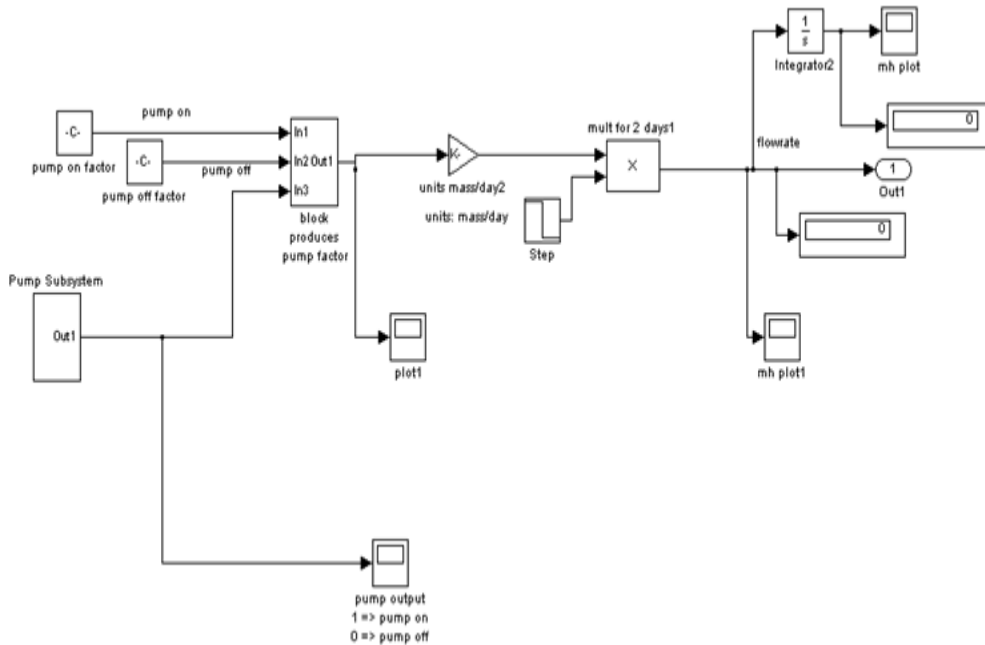 1
s
Integrator2
mh plot
0
pump on
-C-
pump on factor
-C-
pump off
pump off factor
In1
In2 Out1
In3
block
produces
pump factor
K-
units mass/day2
units: mass/day
Step
mult for 2 days1
X
flowrate
1
Out1
0
Pump Subsystem
Out1
plot1
mh plot1
pump output
1 => pump on
0 => pump off